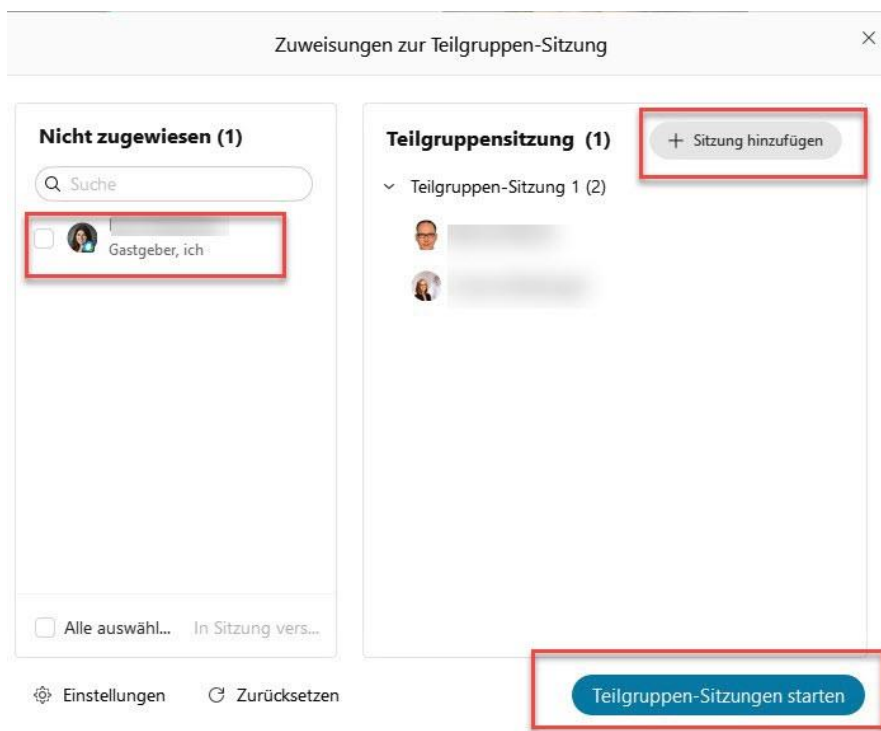 Zuweisungen zur Teilgruppen-Sitzung
Nicht zugewiesen (1)
Suche
Gastgeber, ich
Alle auswähl... In Sitzung vers...
Teilgruppensitzung (1)
+ Sitzung hinzufügen
Teilgruppen-Sitzung 1 (2)
Einstellungen
Zurücksetzen
Teilgruppen-Sitzungen starten